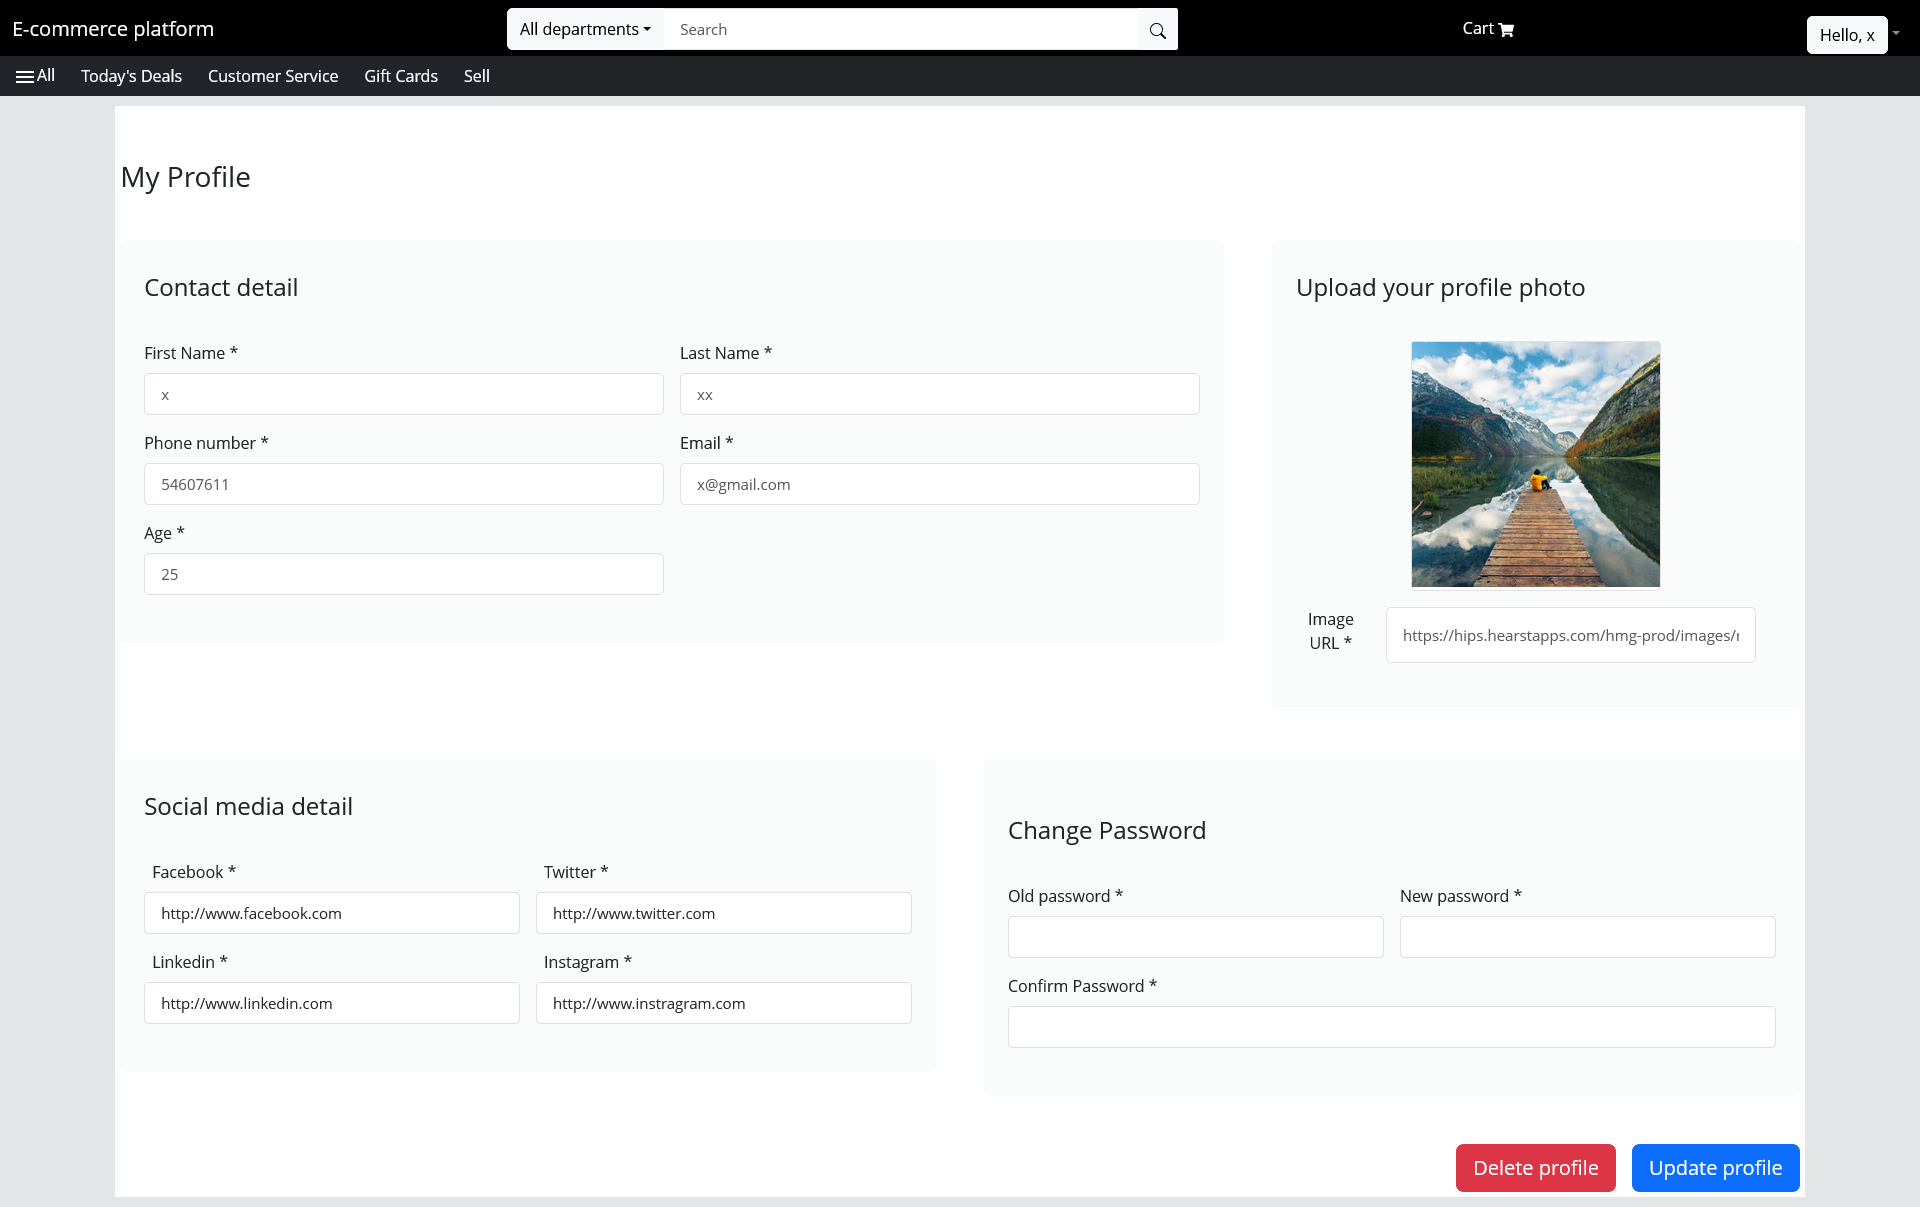 E-commerce platform
All departments
Search
Cart
Hello, x
All
Today's Deals
Customer Service
Gift Cards
Sell
My Profile
Contact detail
First Name *
Last Name *
x
xx
Phone number *
Email *
54607611
x@gmail.com
Age *
25
Upload your profile photo
Image
URL *
https://hips.hearstapps.com/hmg-prod/images/
Social media detail
Facebook *
Twitter *
http://www.facebook.com
http://www.twitter.com
Linkedin *
Instagram *
http://www.linkedin.com
http://www.instragram.com
Change Password
Old password *
New password *
Confirm Password *
Delete profile
Update profile